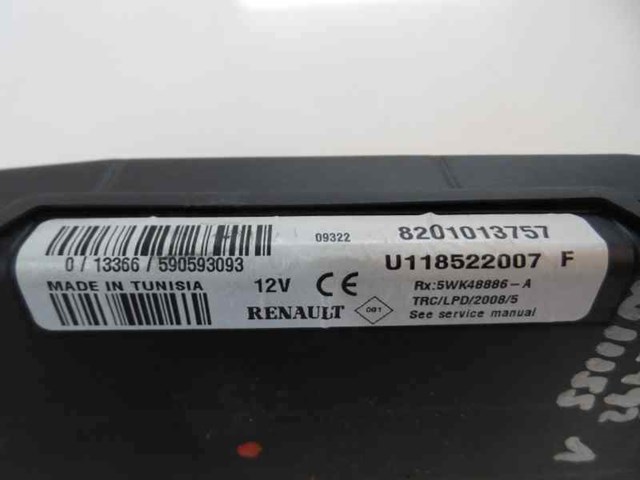 09322 8201013757
0 / 13366 / 590593093
U118522007 F
MADE IN TUNISIA 12V CE Rx:5WK48886-A
TRC/LPD/2008/5
RENAULT 001 See service manual